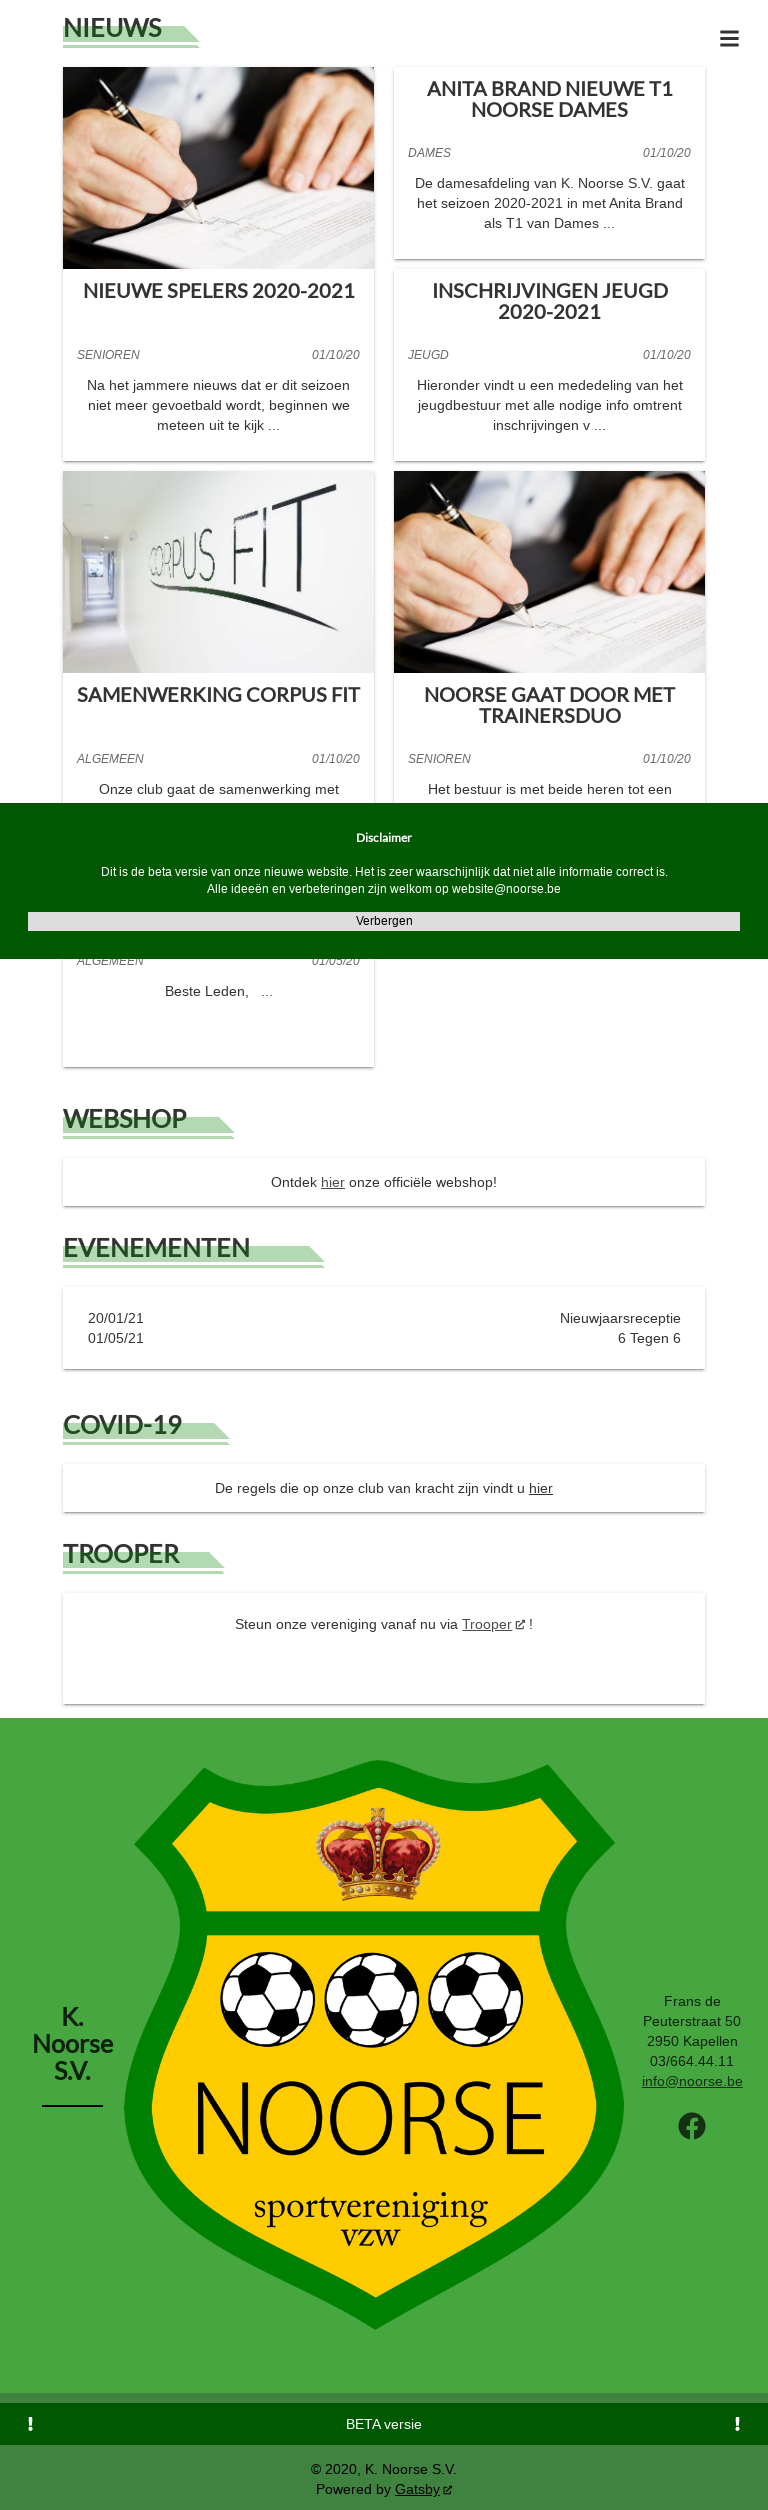 NIEUWS
NIEUWE SPELERS 2020-2021
SENIOREN 01/10/20
Na het jammere nieuws dat er dit seizoen
niet meer gevoetbald wordt, beginnen we
meteen uit te kijk ...
ANITA BRAND NIEUWE T1
NOORSE DAMES
DAMES 01/10/20
De damesafdeling van K. Noorse S.V. gaat
het seizoen 2020-2021 in met Anita Brand
als T1 van Dames ...
INSCHRIJVINGEN JEUGD
2020-2021
JEUGD 01/10/20
Hieronder vindt u een mededeling van het
jeugdbestuur met alle nodige info omtrent
inschrijvingen v ...
CORPUS FIT
SAMENWERKING CORPUS FIT
ALGEMEEN 01/10/20
Onze club gaat de samenwerking met
NOORSE GAAT DOOR MET
TRAINERSDUO
SENIOREN 01/10/20
Het bestuur is met beide heren tot een
Disclaimer
Dit is de beta versie van onze nieuwe website. Het is zeer waarschijnlijk dat niet alle informatie correct is.
Alle ideeën en verbeteringen zijn welkom op website@noorse.be
Verbergen
ALGEMEEN 01/05/20
Beste Leden, ...
WEBSHOP
Ontdek hier onze officiële webshop!
EVENEMENTEN
20/01/21 Nieuwjaarsreceptie
01/05/21 6 Tegen 6
COVID-19
De regels die op onze club van kracht zijn vindt u hier
TROOPER
Steun onze vereniging vanaf nu via Trooper !
K.
Noorse
S.V.
NOORSE
sportvereniging
vzw
Frans de
Peuterstraat 50
2950 Kapellen
03/664.44.11
info@noorse.be
! BETA versie !
© 2020, K. Noorse S.V.
Powered by Gatsby